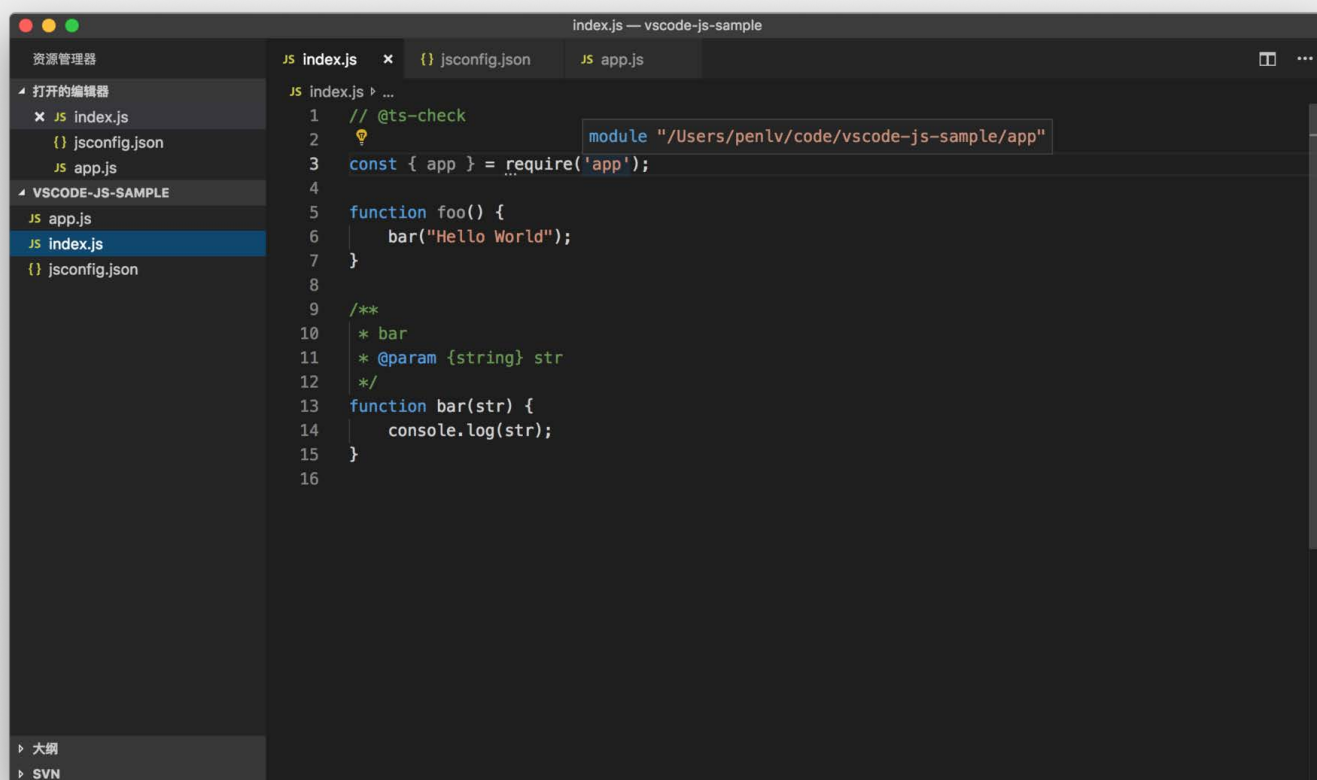 index.js — vscode-js-sample
资源管理器
打开的编辑器
JS index.js
{} jsconfig.json
JS app.js
VSCODE-JS-SAMPLE
JS app.js
JS index.js
{} jsconfig.json
大纲
SVN
JS index.js × {} jsconfig.json JS app.js
JS index.js ▹ ...
1 // @ts-check
2
module "/Users/penlv/code/vscode-js-sample/app"
3 const { app } = require('app');
4
5 function foo() {
6     bar("Hello World");
7 }
8
9 /**
10  * bar
11  * @param {string} str
12  */
13 function bar(str) {
14     console.log(str);
15 }
16